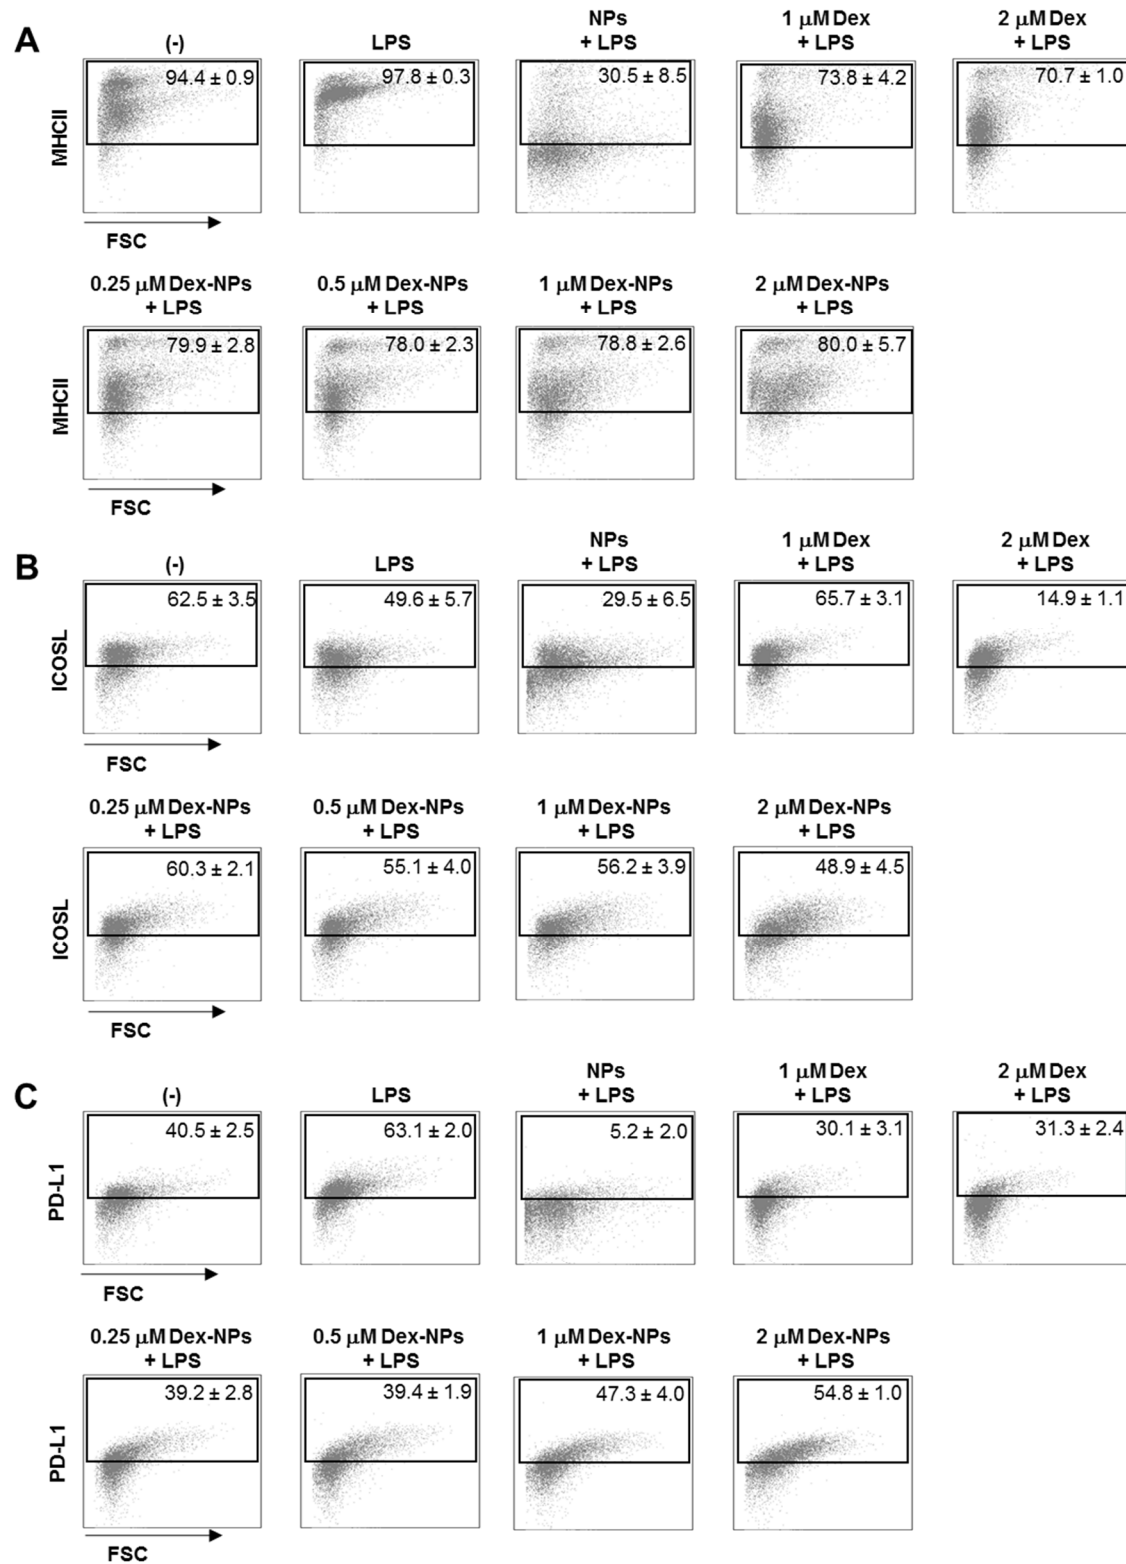 A
(-)
LPS
NPs
+ LPS
1 μM Dex
+ LPS
2 μM Dex
+ LPS
MHCII
94.4 ± 0.9
97.8 ± 0.3
30.5 ± 8.5
73.8 ± 4.2
70.7 ± 1.0
FSC
0.25 μM Dex-NPs
+ LPS
0.5 μM Dex-NPs
+ LPS
1 μM Dex-NPs
+ LPS
2 μM Dex-NPs
+ LPS
MHCII
79.9 ± 2.8
78.0 ± 2.3
78.8 ± 2.6
80.0 ± 5.7
FSC
B
(-)
LPS
NPs
+ LPS
1 μM Dex
+ LPS
2 μM Dex
+ LPS
ICOSL
62.5 ± 3.5
49.6 ± 5.7
29.5 ± 6.5
65.7 ± 3.1
14.9 ± 1.1
FSC
0.25 μM Dex-NPs
+ LPS
0.5 μM Dex-NPs
+ LPS
1 μM Dex-NPs
+ LPS
2 μM Dex-NPs
+ LPS
ICOSL
60.3 ± 2.1
55.1 ± 4.0
56.2 ± 3.9
48.9 ± 4.5
FSC
C
(-)
LPS
NPs
+ LPS
1 μM Dex
+ LPS
2 μM Dex
+ LPS
PD-L1
40.5 ± 2.5
63.1 ± 2.0
5.2 ± 2.0
30.1 ± 3.1
31.3 ± 2.4
FSC
0.25 μM Dex-NPs
+ LPS
0.5 μM Dex-NPs
+ LPS
1 μM Dex-NPs
+ LPS
2 μM Dex-NPs
+ LPS
PD-L1
39.2 ± 2.8
39.4 ± 1.9
47.3 ± 4.0
54.8 ± 1.0
FSC